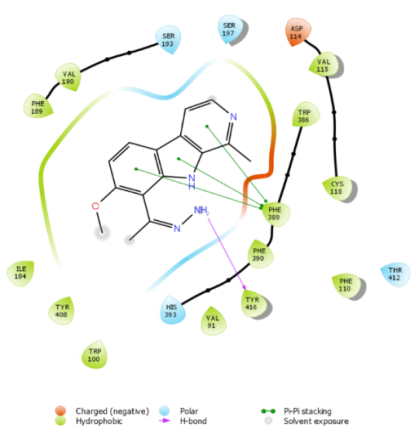 SER
193
SER
197
ASP
114
VAL
190
VAL
115
PHE
189
TRP
386
N
N
H
CYS
118
O
NH2
N
PHE
389
PHE
390
ILE
184
TYR
408
HIS
393
TYR
416
PHE
110
THR
412
VAL
91
TRP
100
Charged (negative)
Polar
Pi-Pi stacking
Hydrophobic
H-bond
Solvent exposure